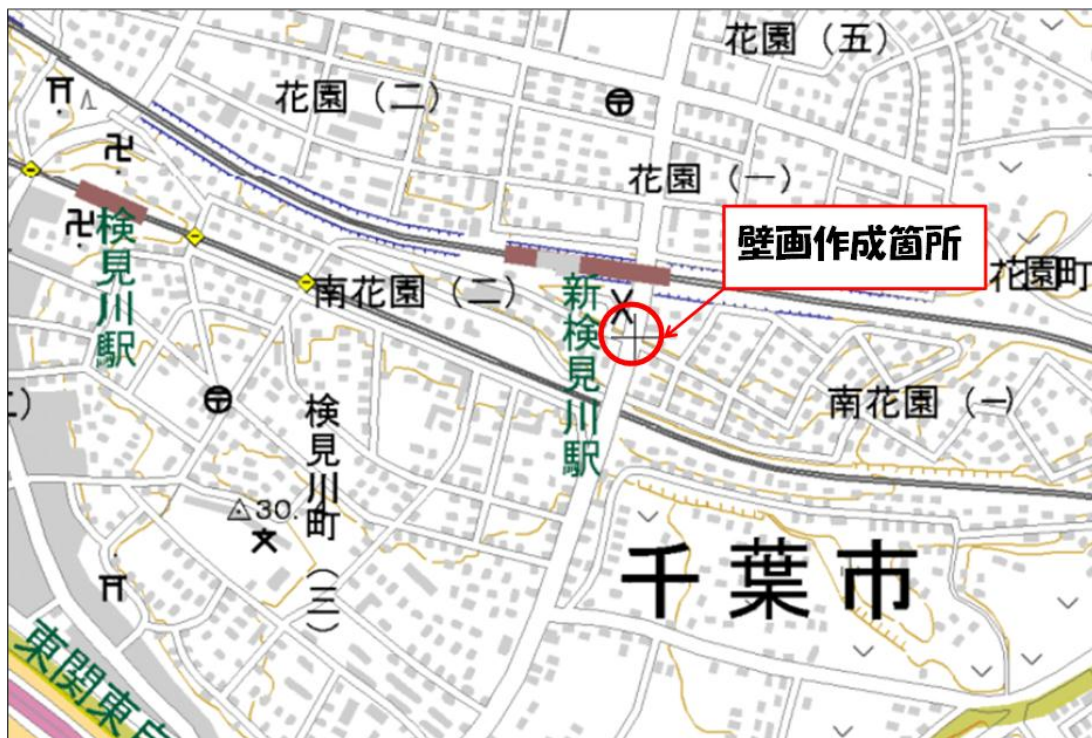 花園（五）
花園（二）
花園（一）
壁画作成箇所
花園町
検見川駅
南花園（二）
新検見川駅
南花園（一）
検見川町（三）
30.
千葉市
東関東自